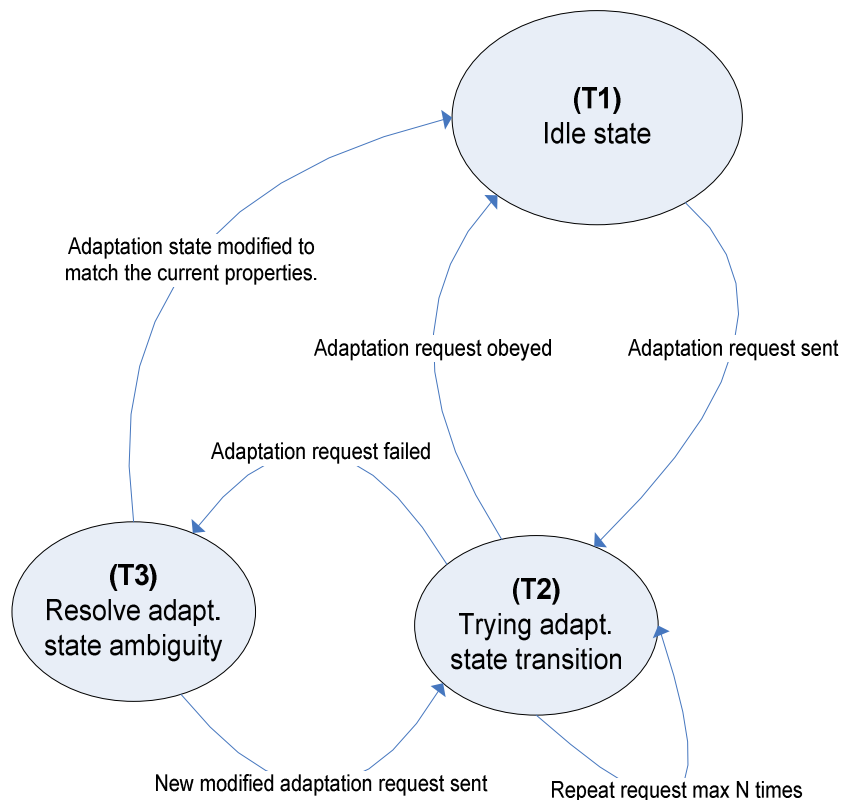 (T1)
Idle state
Adaptation state modified to
match the current properties.
Adaptation request obeyed
Adaptation request sent
Adaptation request failed
(T3)
Resolve adapt.
state ambiguity
(T2)
Trying adapt.
state transition
New modified adaptation request sent
Repeat request max N times